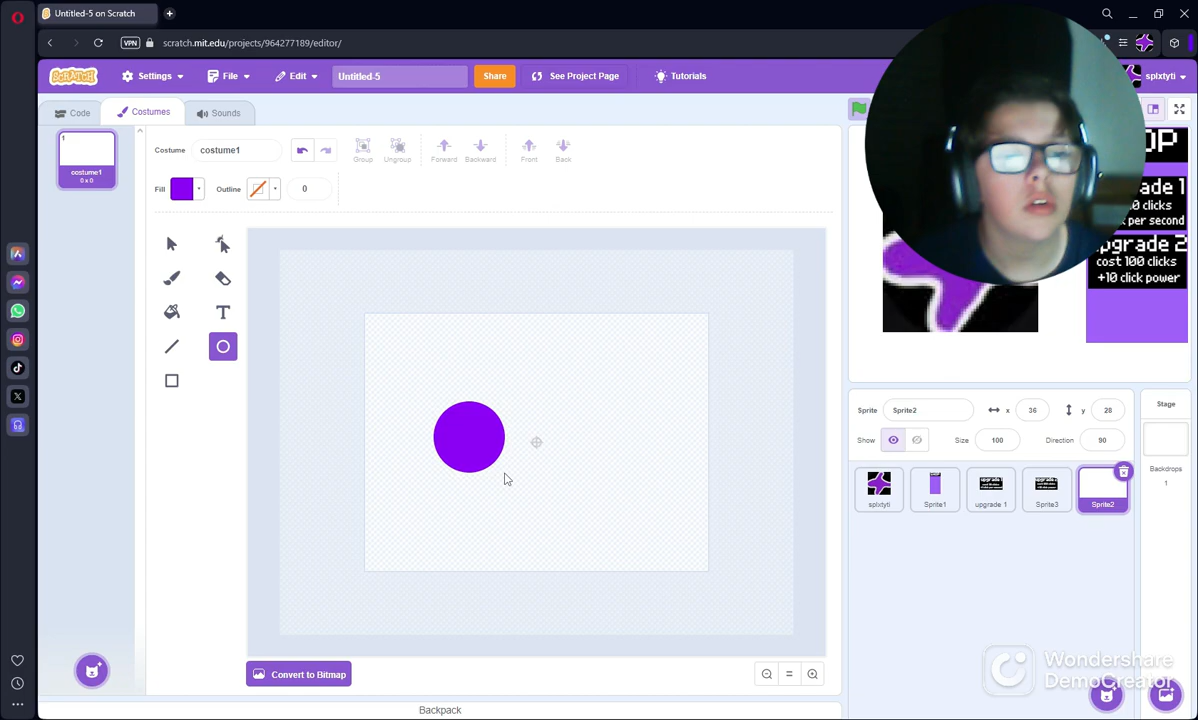 Untitled-5 on Scratch
VPN
scratch.mit.edu/projects/964277189/editor/
SCRATCH
Settings
File
Edit
Untitled-5
Share
See Project Page
Tutorials
splxtyti
Code
Costumes
Sounds
1
costume1
0 x 0
Costume
costume1
Group
Ungroup
Forward
Backward
Front
Back
Fill
Outline
0
T
Convert to Bitmap
Backpack
cost 100 clicks
+10 click power
upgrade 2
per second
clicks
Sprite
Sprite2
x
36
y
28
Show
Size
100
Direction
90
splxtyti
Sprite1
upgrade 1
Sprite3
Sprite2
Stage
Backdrops
1
Wondershare
DemoCreator